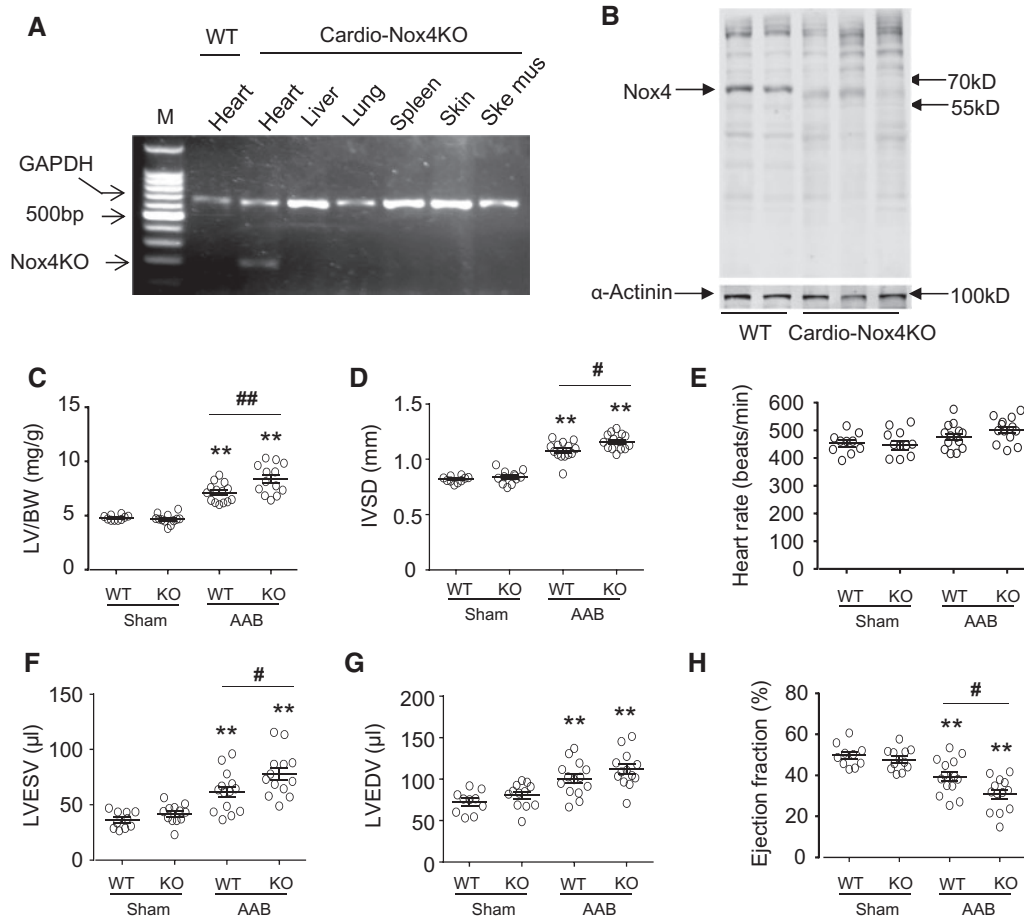 A
WT
Cardio-Nox4KO
M
Heart
Heart
Liver
Lung
Spleen
Skin
Ske mus
GAPDH
500bp
Nox4KO
B
Nox4
70kD
55kD
α-Actinin
100kD
WT
Cardio-Nox4KO
C
LV/BW (mg/g)
15
10
5
0
##
** **
WT KO WT KO
Sham AAB
D
IVSD (mm)
1.5
1.0
0.5
0
#
** **
WT KO WT KO
Sham AAB
E
Heart rate (beats/min)
600
500
400
300
200
100
0
WT KO WT KO
Sham AAB
F
LVESV (µl)
150
100
50
0
#
** **
WT KO WT KO
Sham AAB
G
LVEDV (µl)
200
150
100
50
0
** **
WT KO WT KO
Sham AAB
H
Ejection fraction (%)
80
60
40
20
0
#
** **
WT KO WT KO
Sham AAB